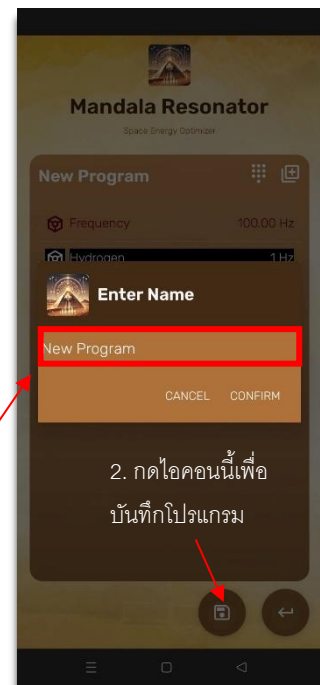 Mandala Resonator
Space Energy Optimizer
New Program
Frequency 100.00 Hz
Hydrogen 1 Hz
Enter Name
New Program
CANCEL CONFIRM
2. กดไอคอนนี้เพื่อ
บันทึกโปรแกรม